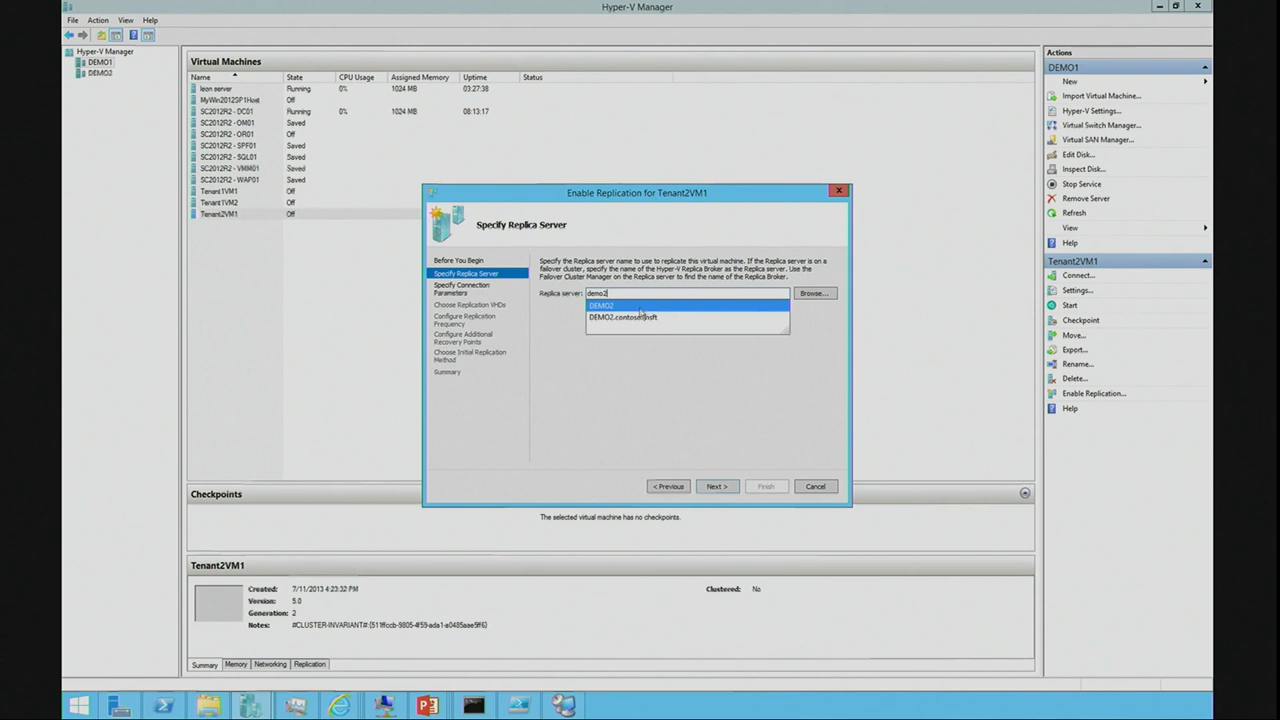 Hyper-V Manager
File Action View Help
Hyper-V Manager
DEMO1
DEMO2
Virtual Machines
Name State CPU Usage Assigned Memory Uptime Status
leon server Running 0% 1024 MB 03:27:38
MyWin2012SP1Host Off
SC2012R2 - DC01 Running 0% 1024 MB 08:13:17
SC2012R2 - OM01 Saved
SC2012R2 - OR01 Off
SC2012R2 - SPF01 Saved
SC2012R2 - SQL01 Saved
SC2012R2 - VMM01 Saved
SC2012R2 - WAP01 Saved
Tenant1VM1 Off
Tenant1VM2 Off
Tenant2VM1 Off
Enable Replication for Tenant2VM1
Specify Replica Server
Before You Begin
Specify Replica Server
Specify Connection
Parameters
Choose Replication VHDs
Configure Replication
Frequency
Configure Additional
Recovery Points
Choose Initial Replication
Method
Summary
Specify the Replica server name to use to replicate this virtual machine. If the Replica server is on a
failover cluster, specify the name of the Hyper-V Replica Broker as the Replica server. Use the
Failover Cluster Manager on the Replica server to find the name of the Replica Broker.
Replica server: demo2 Browse...
DEMO2
DEMO2.contoso.msft
< Previous Next > Finish Cancel
Checkpoints
The selected virtual machine has no checkpoints.
Tenant2VM1
Created: 7/11/2013 4:23:32 PM Clustered: No
Version: 5.0
Generation: 2
Notes: #CLUSTER-INVARIANT#:{511ffccb-9805-4f59-ada1-a0485aae5ff6}
Summary Memory Networking Replication
Actions
DEMO1
New
Import Virtual Machine...
Hyper-V Settings...
Virtual Switch Manager...
Virtual SAN Manager...
Edit Disk...
Inspect Disk...
Stop Service
Remove Server
Refresh
View
Help
Tenant2VM1
Connect...
Settings...
Start
Checkpoint
Move...
Export...
Rename...
Delete...
Enable Replication...
Help